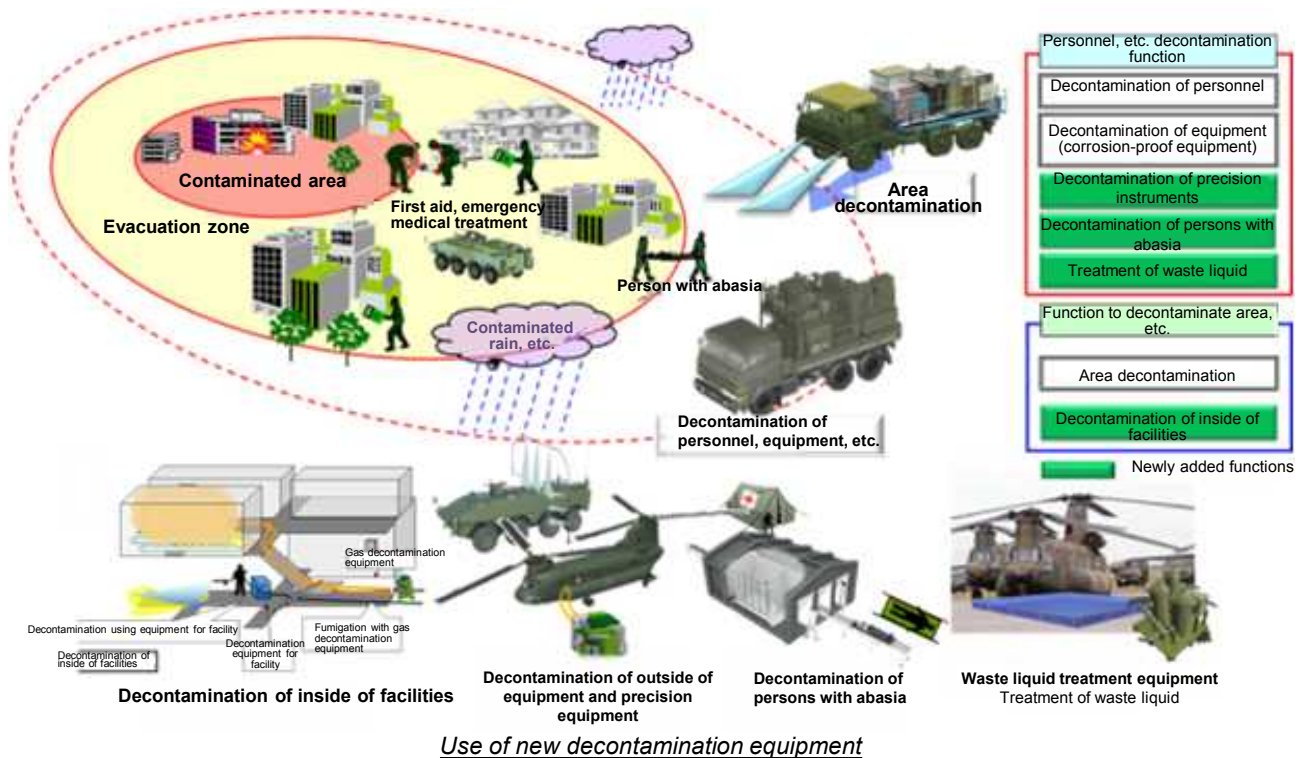 Contaminated area
Evacuation zone
First aid, emergency
medical treatment
Person with abasia
Contaminated
rain, etc.
Area
decontamination
Decontamination of
personnel, equipment, etc.
Personnel, etc. decontamination
function
Decontamination of personnel
Decontamination of equipment
(corrosion-proof equipment)
Decontamination of precision
instruments
Decontamination of persons with
abasia
Treatment of waste liquid
Function to decontaminate area,
etc.
Area decontamination
Decontamination of inside of
facilities
Newly added functions
Gas decontamination
equipment
Decontamination using equipment for facility
Decontamination
equipment for
facility
Fumigation with gas
decontamination
equipment
Decontamination of
inside of facilities
Decontamination of inside of facilities
Decontamination of outside of
equipment and precision
equipment
Decontamination of
persons with abasia
Waste liquid treatment equipment
Treatment of waste liquid
Use of new decontamination equipment